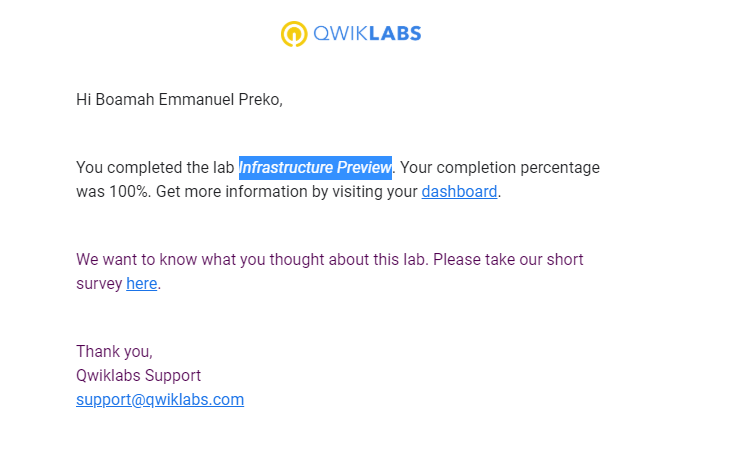 QWIKLABS
Hi Boamah Emmanuel Preko,
You completed the lab Infrastructure Preview. Your completion percentage
was 100%. Get more information by visiting your dashboard.
We want to know what you thought about this lab. Please take our short
survey here.
Thank you,
Qwiklabs Support
support@qwiklabs.com